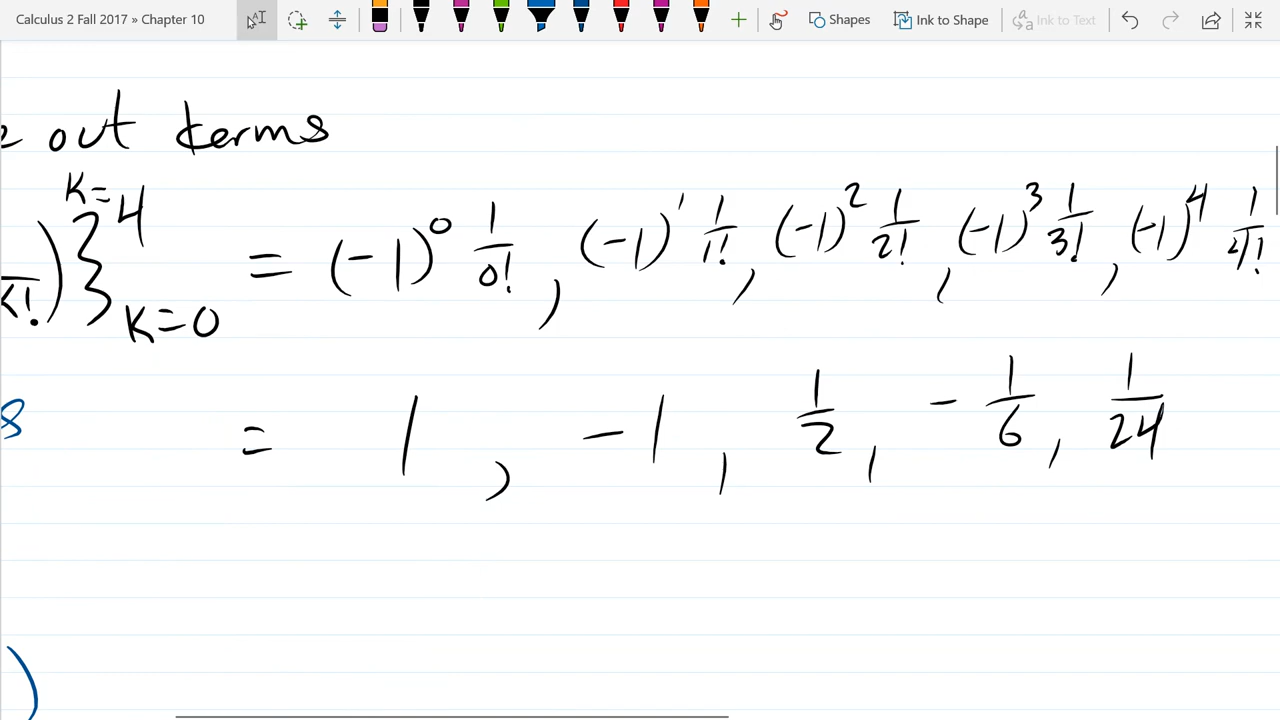 Calculus 2 Fall 2017 » Chapter 10
Shapes
Ink to Shape
Ink to Text
out terms
k=4
k!)} = (-1)^0 1/0!, (-1)^1 1/1!, (-1)^2 1/2!, (-1)^3 1/3!, (-1)^4 1/4!
k=0
= 1, -1, 1/2, -1/6, 1/24
8
)